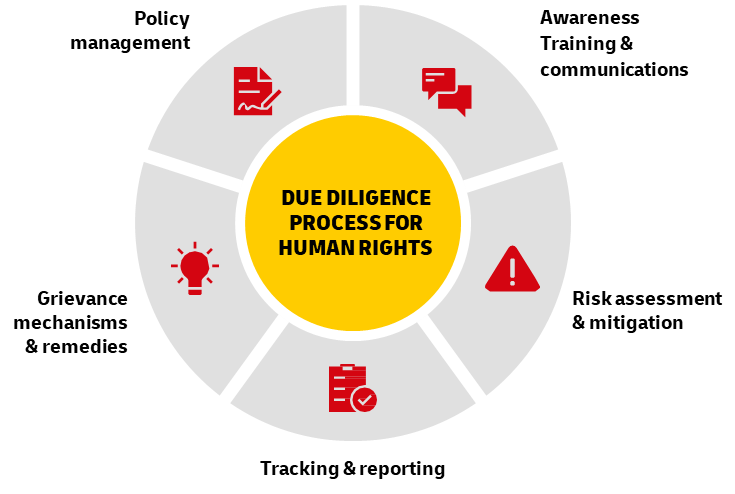 Policy
management
Awareness
Training &
communications
DUE DILIGENCE
PROCESS FOR
HUMAN RIGHTS
Risk assessment
& mitigation
Grievance
mechanisms
& remedies
Tracking & reporting